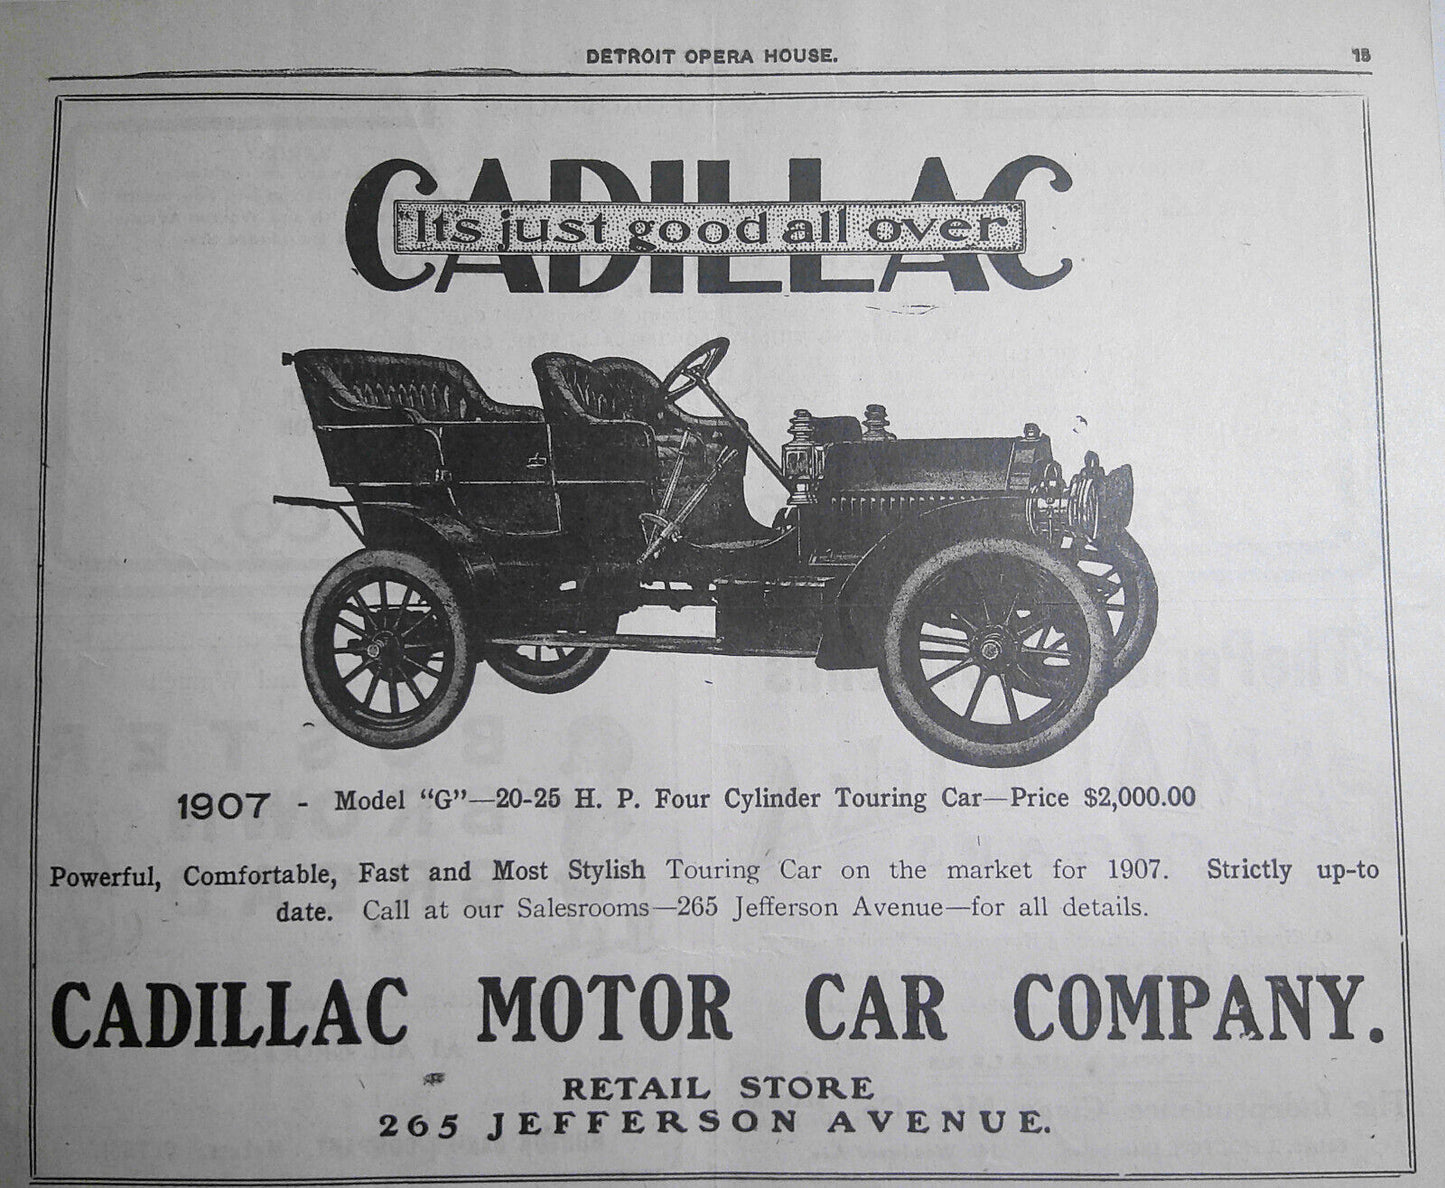 DETROIT OPERA HOUSE. 15
CADILLAC
"It's just good all over"
1907 - Model "G"—20-25 H. P. Four Cylinder Touring Car—Price $2,000.00
Powerful, Comfortable, Fast and Most Stylish Touring Car on the market for 1907. Strictly up-to
date. Call at our Salesrooms—265 Jefferson Avenue—for all details.
CADILLAC MOTOR CAR COMPANY.
RETAIL STORE
265 JEFFERSON AVENUE.